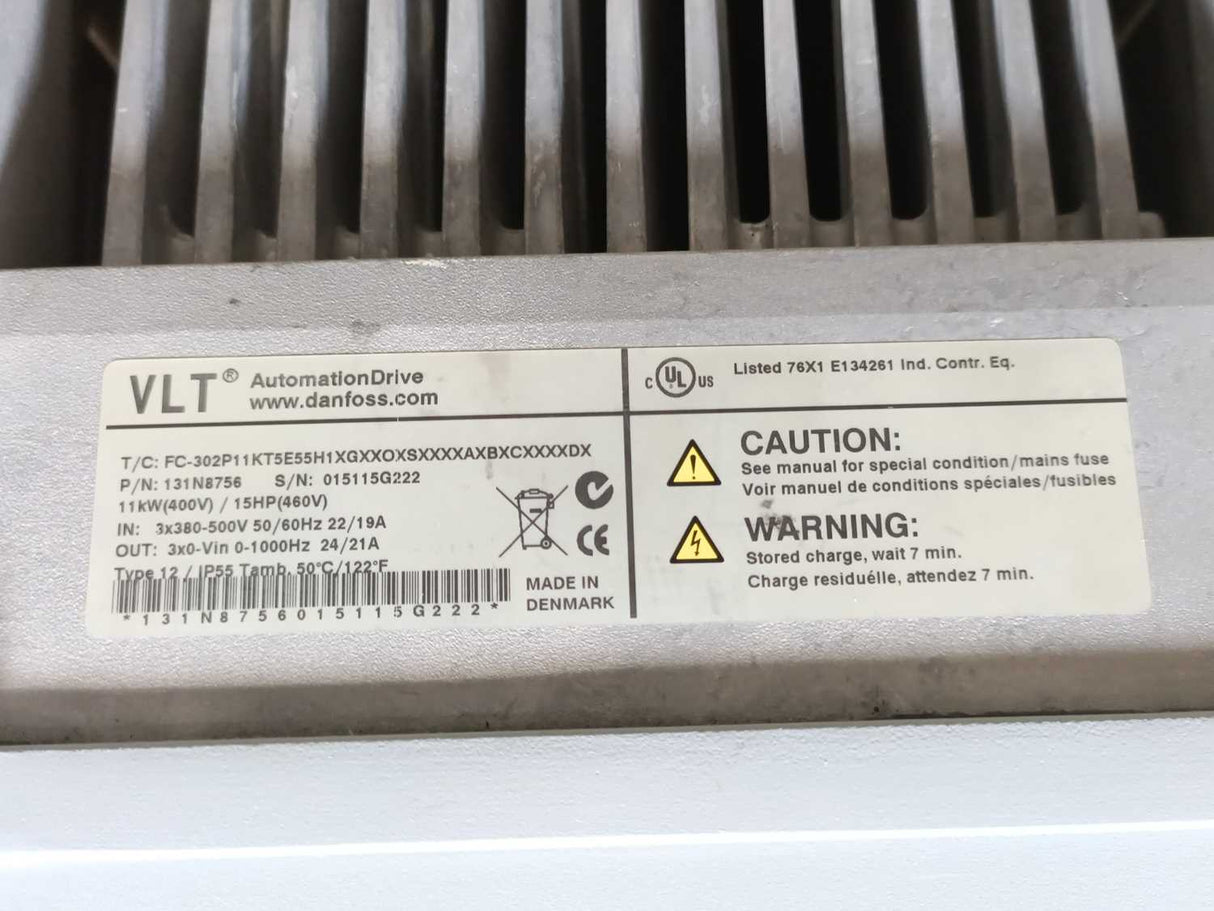 VLT® AutomationDrive
www.danfoss.com
T/C: FC-302P11KT5E55H1XGXXOXSXXXXAXBXCXXXXDX
P/N: 131N8756 S/N: 015115G222
11kW(400V) / 15HP(460V)
IN: 3x380-500V 50/60Hz 22/19A
OUT: 3x0-Vin 0-1000Hz 24/21A
Type 12 / IP55 Tamb. 50°C/122°F
*131N8756015115G222*
CE
MADE IN
DENMARK
C UL US Listed 76X1 E134261 Ind. Contr. Eq.
CAUTION:
See manual for special condition/mains fuse
Voir manuel de conditions spéciales/fusibles
WARNING:
Stored charge, wait 7 min.
Charge residuélle, attendez 7 min.